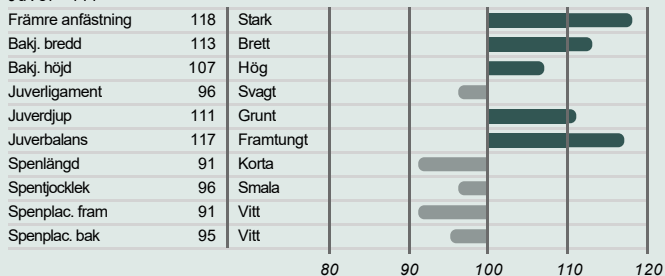 Främre anfästning 118 Stark
Bakj. bredd 113 Brett
Bakj. höjd 107 Hög
Juverligament 96 Svagt
Juverdjup 111 Grunt
Juverbalans 117 Framtungt
Spenlängd 91 Korta
Spentjocklek 96 Smala
Spenplac. fram 91 Vitt
Spenplac. bak 95 Vitt
80 90 100 110 120